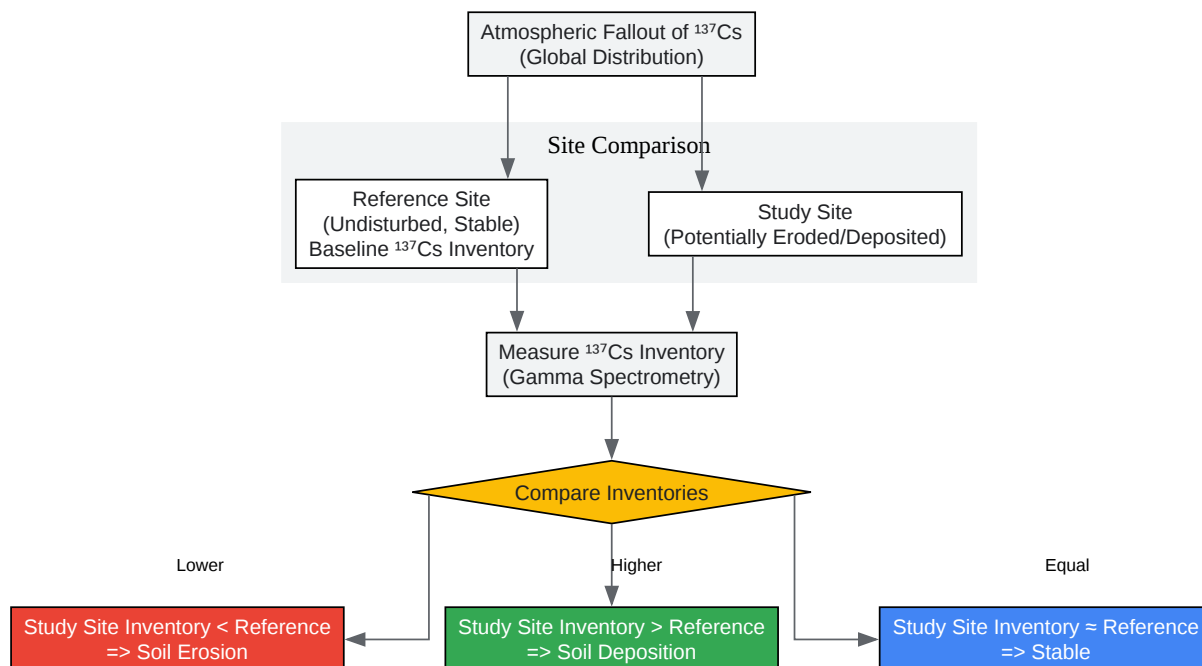 Atmospheric Fallout of ¹³⁷Cs
(Global Distribution)
Site Comparison
Reference Site
(Undisturbed, Stable)
Baseline ¹³⁷Cs Inventory
Study Site
(Potentially Eroded/Deposited)
Measure ¹³⁷Cs Inventory
(Gamma Spectrometry)
Compare Inventories
Lower
Higher
Equal
Study Site Inventory < Reference
=> Soil Erosion
Study Site Inventory > Reference
=> Soil Deposition
Study Site Inventory ≈ Reference
=> Stable